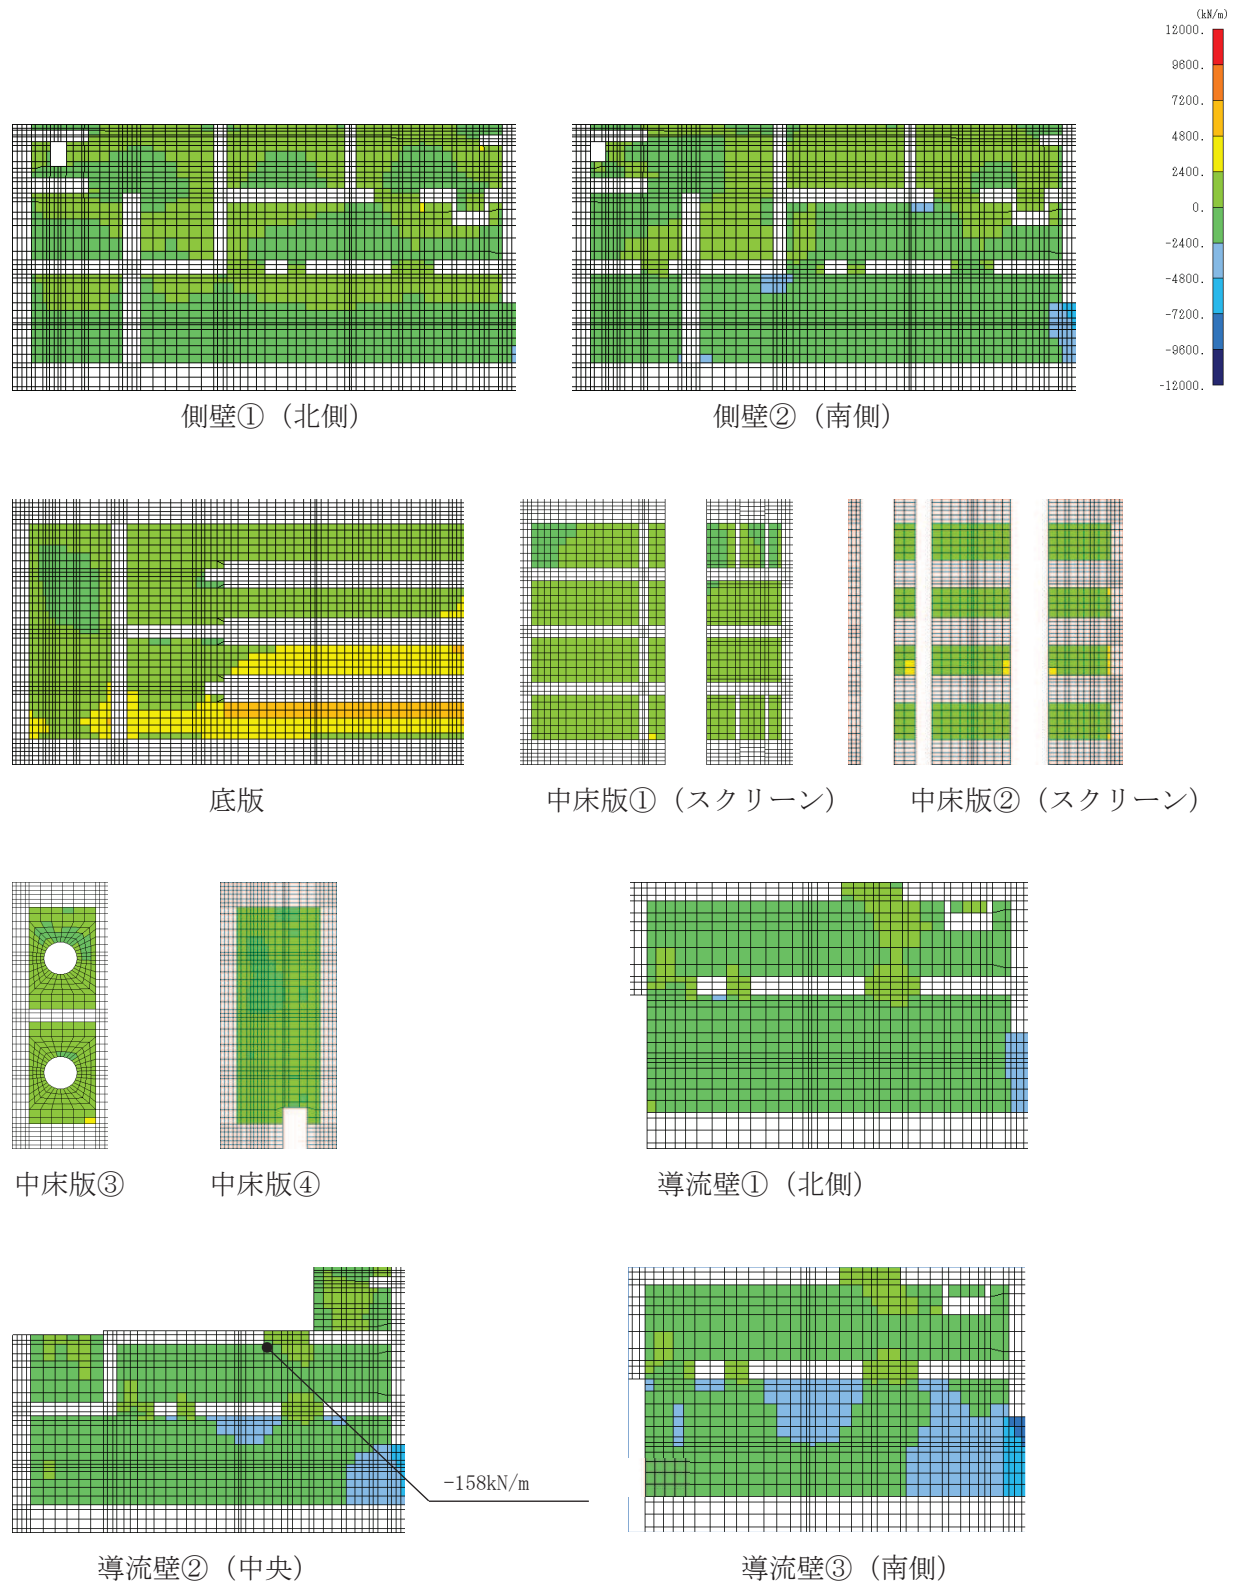 (kN/m)
12000.
9600.
7200.
4800.
2400.
0.
-2400.
-4800.
-7200.
-9600.
-12000.
側壁①（北側） 側壁②（南側）
底版 中床版①（スクリーン） 中床版②（スクリーン）
中床版③ 中床版④ 導流壁①（北側）
-158kN/m
導流壁②（中央） 導流壁③（南側）